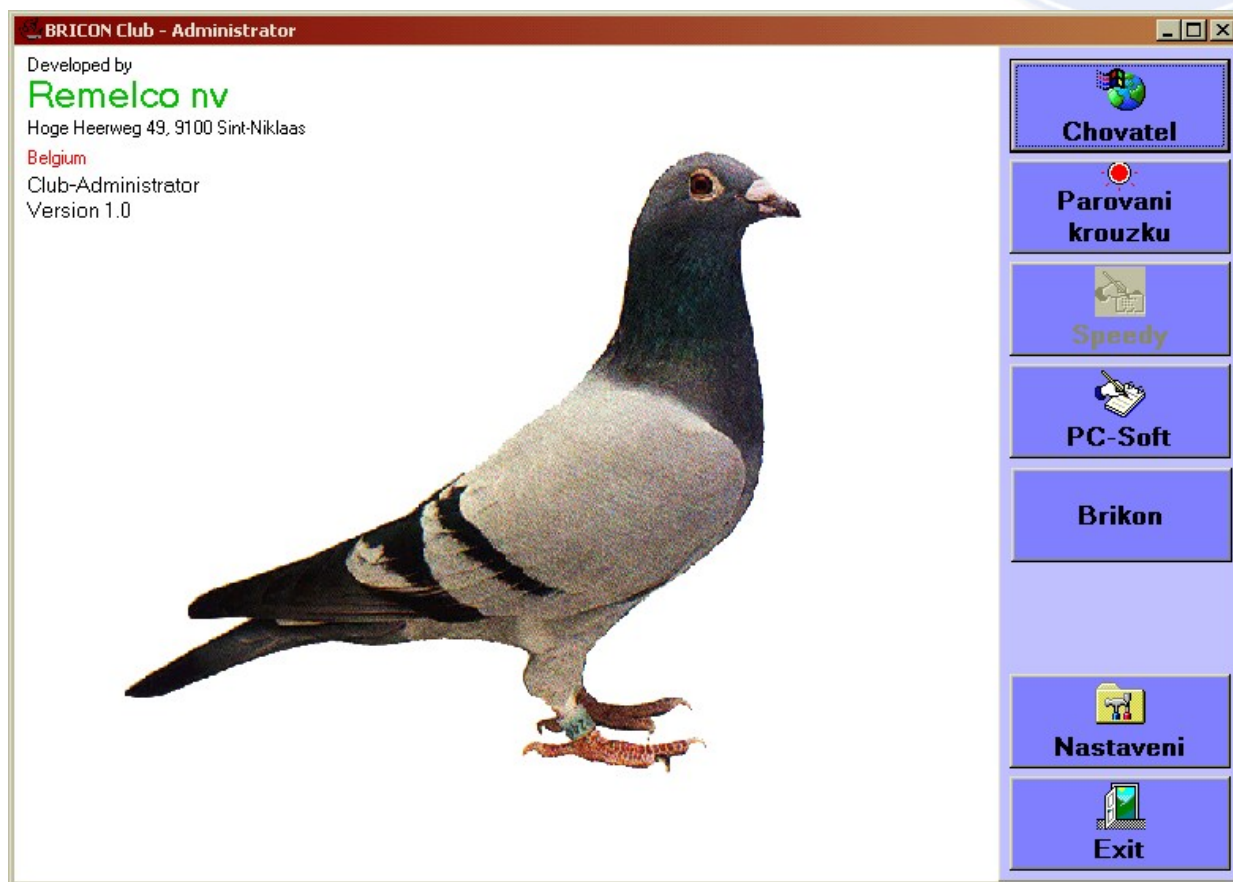 BRICON Club - Administrator
Developed by
Remelco nv
Hoge Heerweg 49, 9100 Sint-Niklaas
Belgium
Club-Administrator
Version 1.0
Chovatel
Parovani
krouzku
Speedy
PC-Soft
Brikon
Nastaveni
Exit